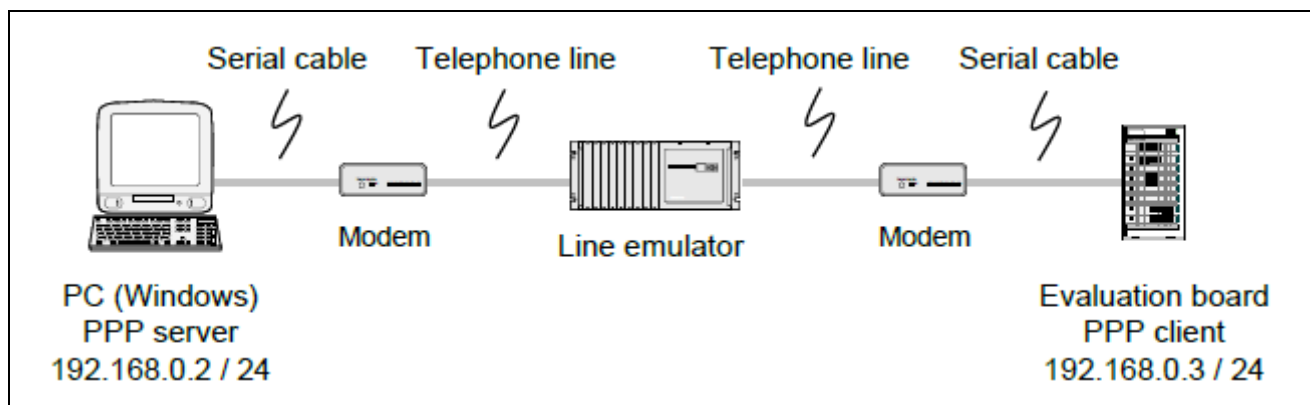 Serial cable
Telephone line
Telephone line
Serial cable
Modem
Line emulator
Modem
PC (Windows)
PPP server
192.168.0.2 / 24
Evaluation board
PPP client
192.168.0.3 / 24